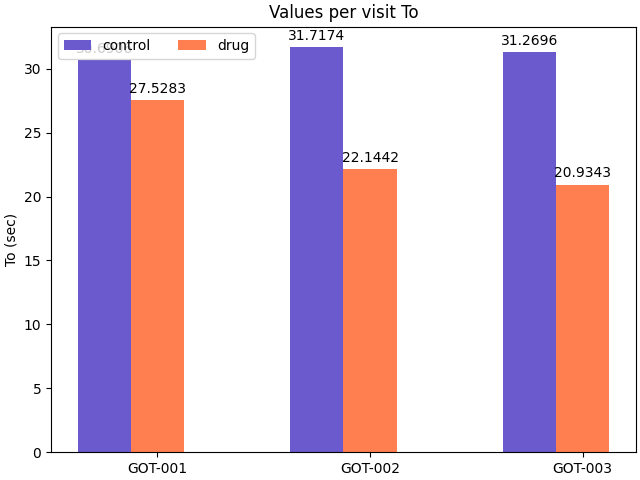 Values per visit To
control
drug
31.7174
31.2696
27.5283
22.1442
20.9343
To (sec)
30
25
20
15
10
5
0
GOT-001
GOT-002
GOT-003